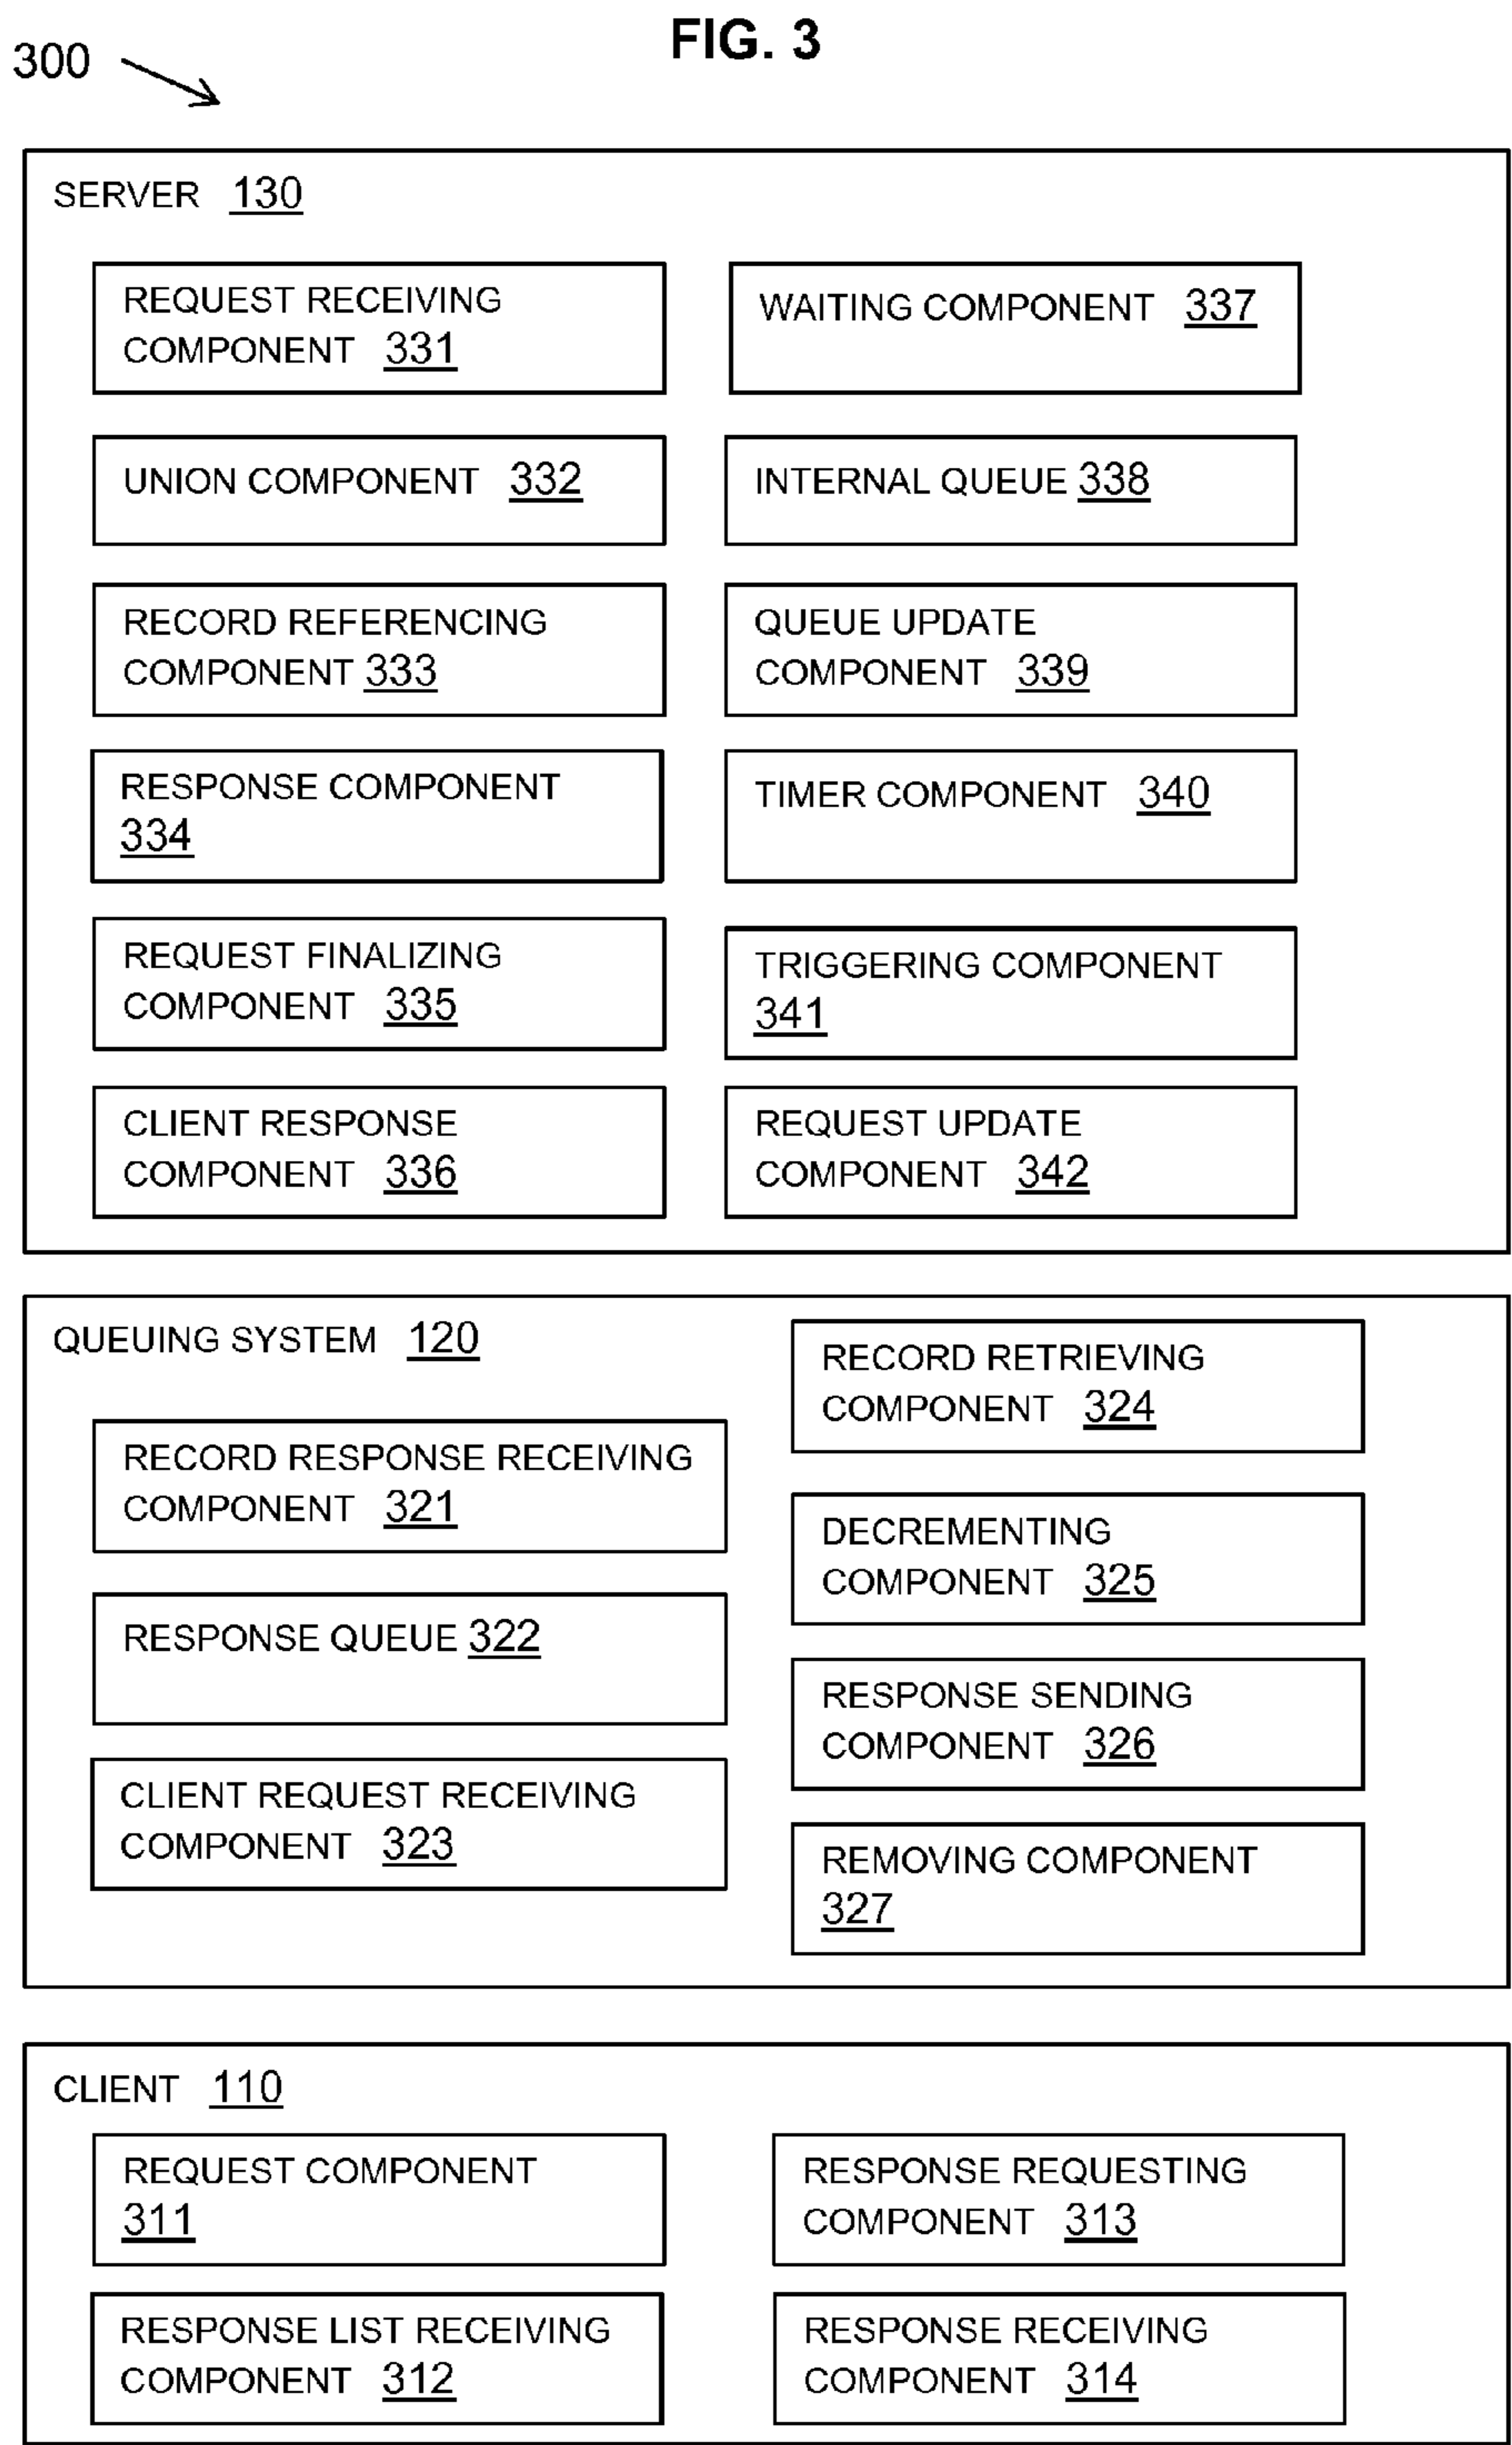 FIG. 3
300
SERVER 130
REQUEST RECEIVING
COMPONENT 331
UNION COMPONENT 332
RECORD REFERENCING
COMPONENT 333
RESPONSE COMPONENT
334
REQUEST FINALIZING
COMPONENT 335
CLIENT RESPONSE
COMPONENT 336
WAITING COMPONENT 337
INTERNAL QUEUE 338
QUEUE UPDATE
COMPONENT 339
TIMER COMPONENT 340
TRIGGERING COMPONENT
341
REQUEST UPDATE
COMPONENT 342
QUEUING SYSTEM 120
RECORD RESPONSE RECEIVING
COMPONENT 321
RESPONSE QUEUE 322
CLIENT REQUEST RECEIVING
COMPONENT 323
RECORD RETRIEVING
COMPONENT 324
DECREMENTING
COMPONENT 325
RESPONSE SENDING
COMPONENT 326
REMOVING COMPONENT
327
CLIENT 110
REQUEST COMPONENT
311
RESPONSE LIST RECEIVING
COMPONENT 312
RESPONSE REQUESTING
COMPONENT 313
RESPONSE RECEIVING
COMPONENT 314